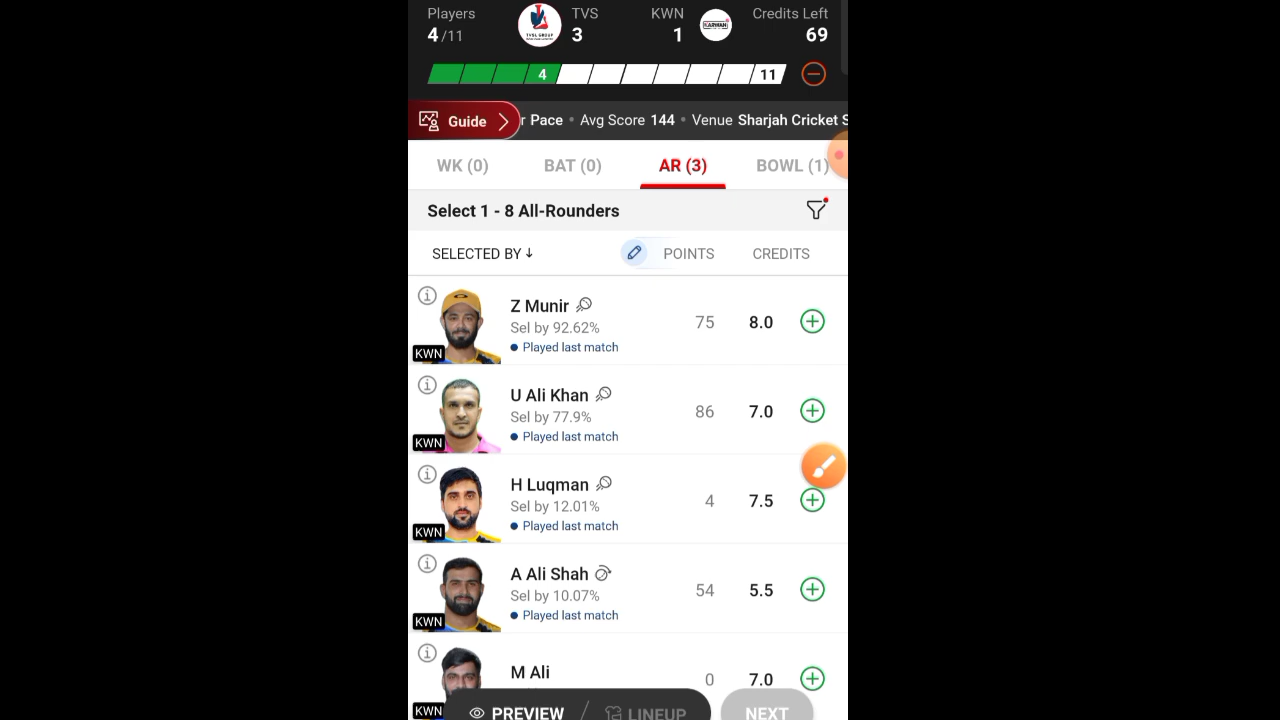 Players TVS KWN Credits Left
4/11 3 1 69
TVSL GROUP
KARWAN
4 11
Guide r Pace • Avg Score 144 • Venue Sharjah Cricket S
WK (0) BAT (0) AR (3) BOWL (1)
Select 1 - 8 All-Rounders
SELECTED BY ↓ POINTS CREDITS
Z Munir
Sel by 92.62% 75 8.0
Played last match
KWN
U Ali Khan
Sel by 77.9% 86 7.0
Played last match
KWN
H Luqman
Sel by 12.01% 4 7.5
Played last match
KWN
A Ali Shah
Sel by 10.07% 54 5.5
Played last match
KWN
M Ali 0 7.0
KWN
PREVIEW / LINEUP NEXT